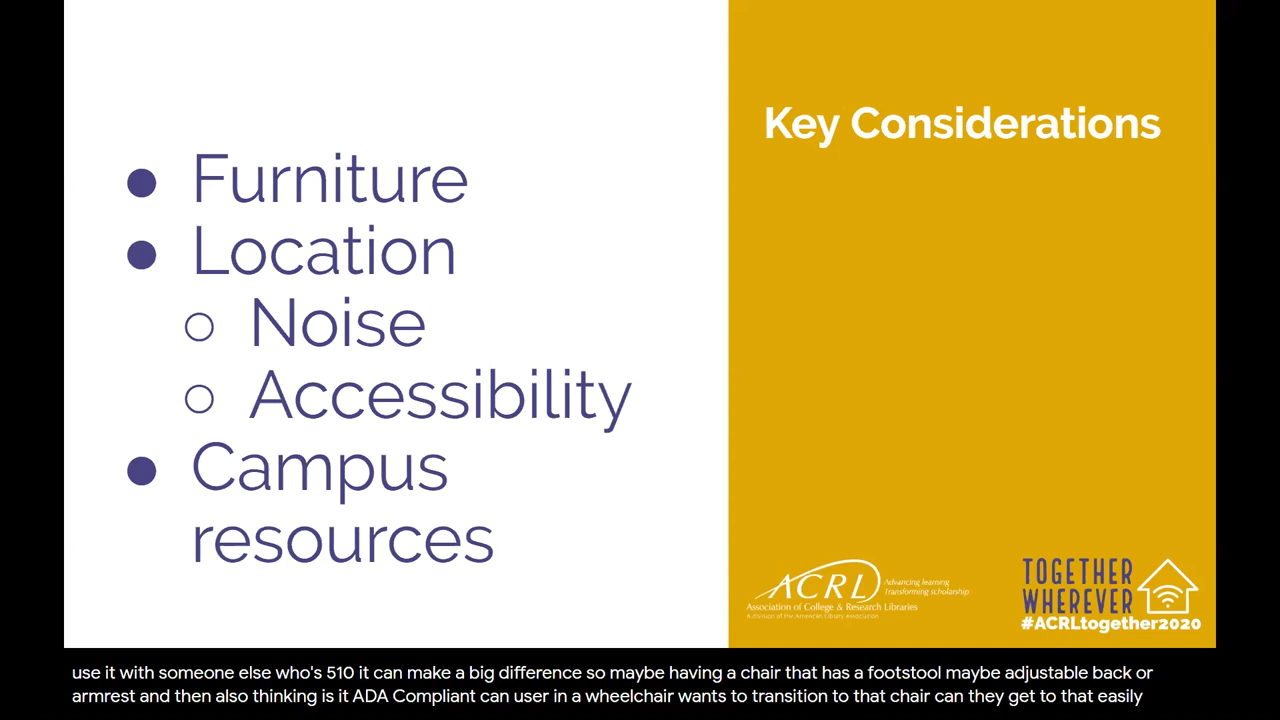 Key Considerations
● Furniture
● Location
○ Noise
○ Accessibility
● Campus
resources
ACRL
Advancing learning
Transforming scholarship
Association of College & Research Libraries
A division of the American Library Association
TOGETHER
WHEREVER
#ACRLtogether2020
use it with someone else who's 510 it can make a big difference so maybe having a chair that has a footstool maybe adjustable back or
armrest and then also thinking is it ADA Compliant can user in a wheelchair wants to transition to that chair can they get to that easily